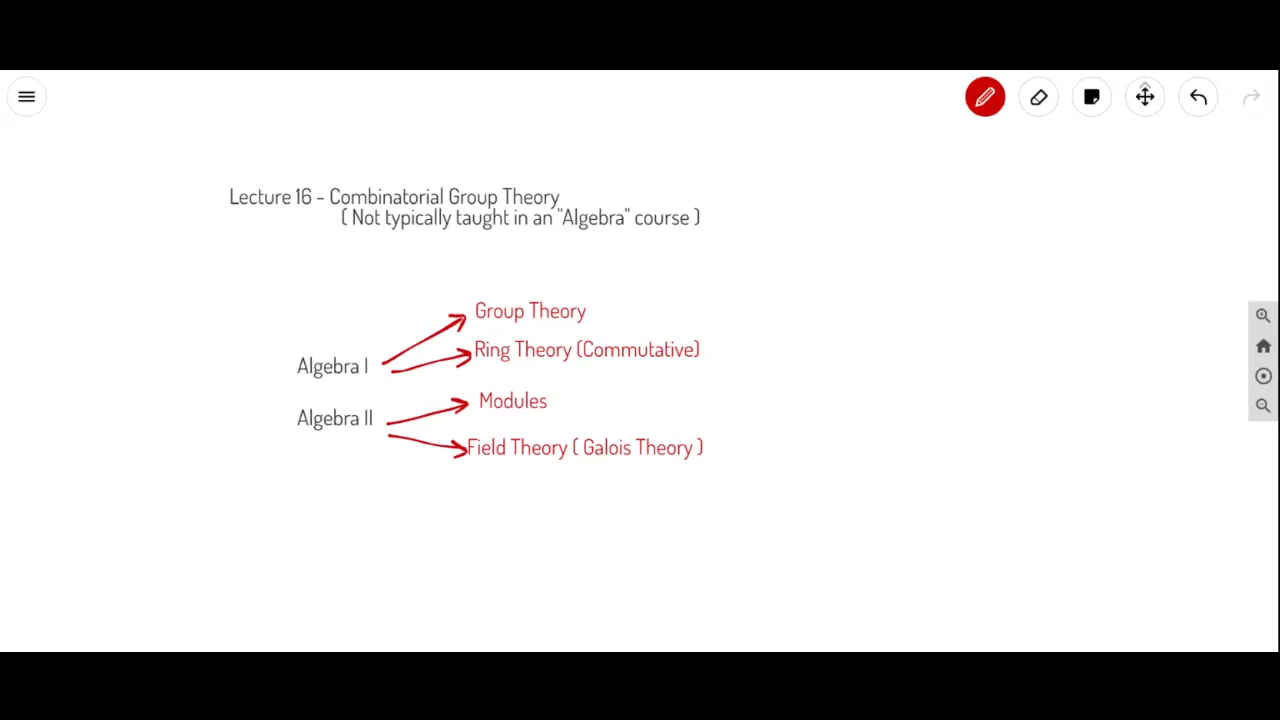 Lecture 16 - Combinatorial Group Theory
( Not typically taught in an "Algebra" course )
Group Theory
Ring Theory (Commutative)
Algebra I
Modules
Algebra II
Field Theory ( Galois Theory )